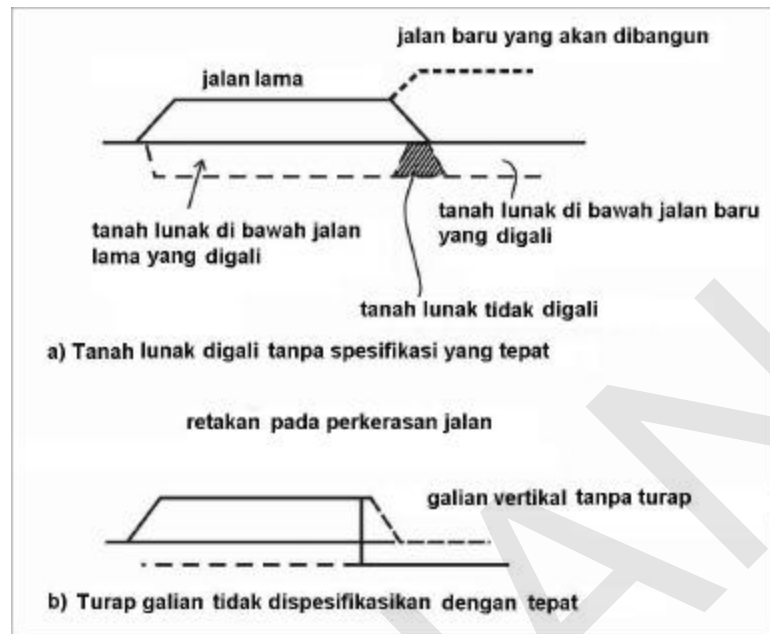 jalan baru yang akan dibangun
jalan lama
tanah lunak di bawah jalan
lama yang digali
tanah lunak di bawah jalan baru
yang digali
tanah lunak tidak digali
a) Tanah lunak digali tanpa spesifikasi yang tepat
retakan pada perkerasan jalan
galian vertikal tanpa turap
b) Turap galian tidak dispesifikasikan dengan tepat